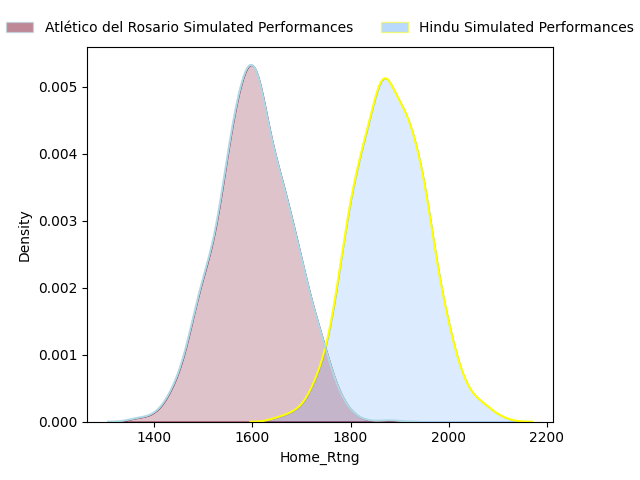 Atlético del Rosario Simulated Performances Hindu Simulated Performances
0.005
0.004
0.003
0.002
0.001
0.000
Density
1400 1600 1800 2000 2200
Home_Rtng